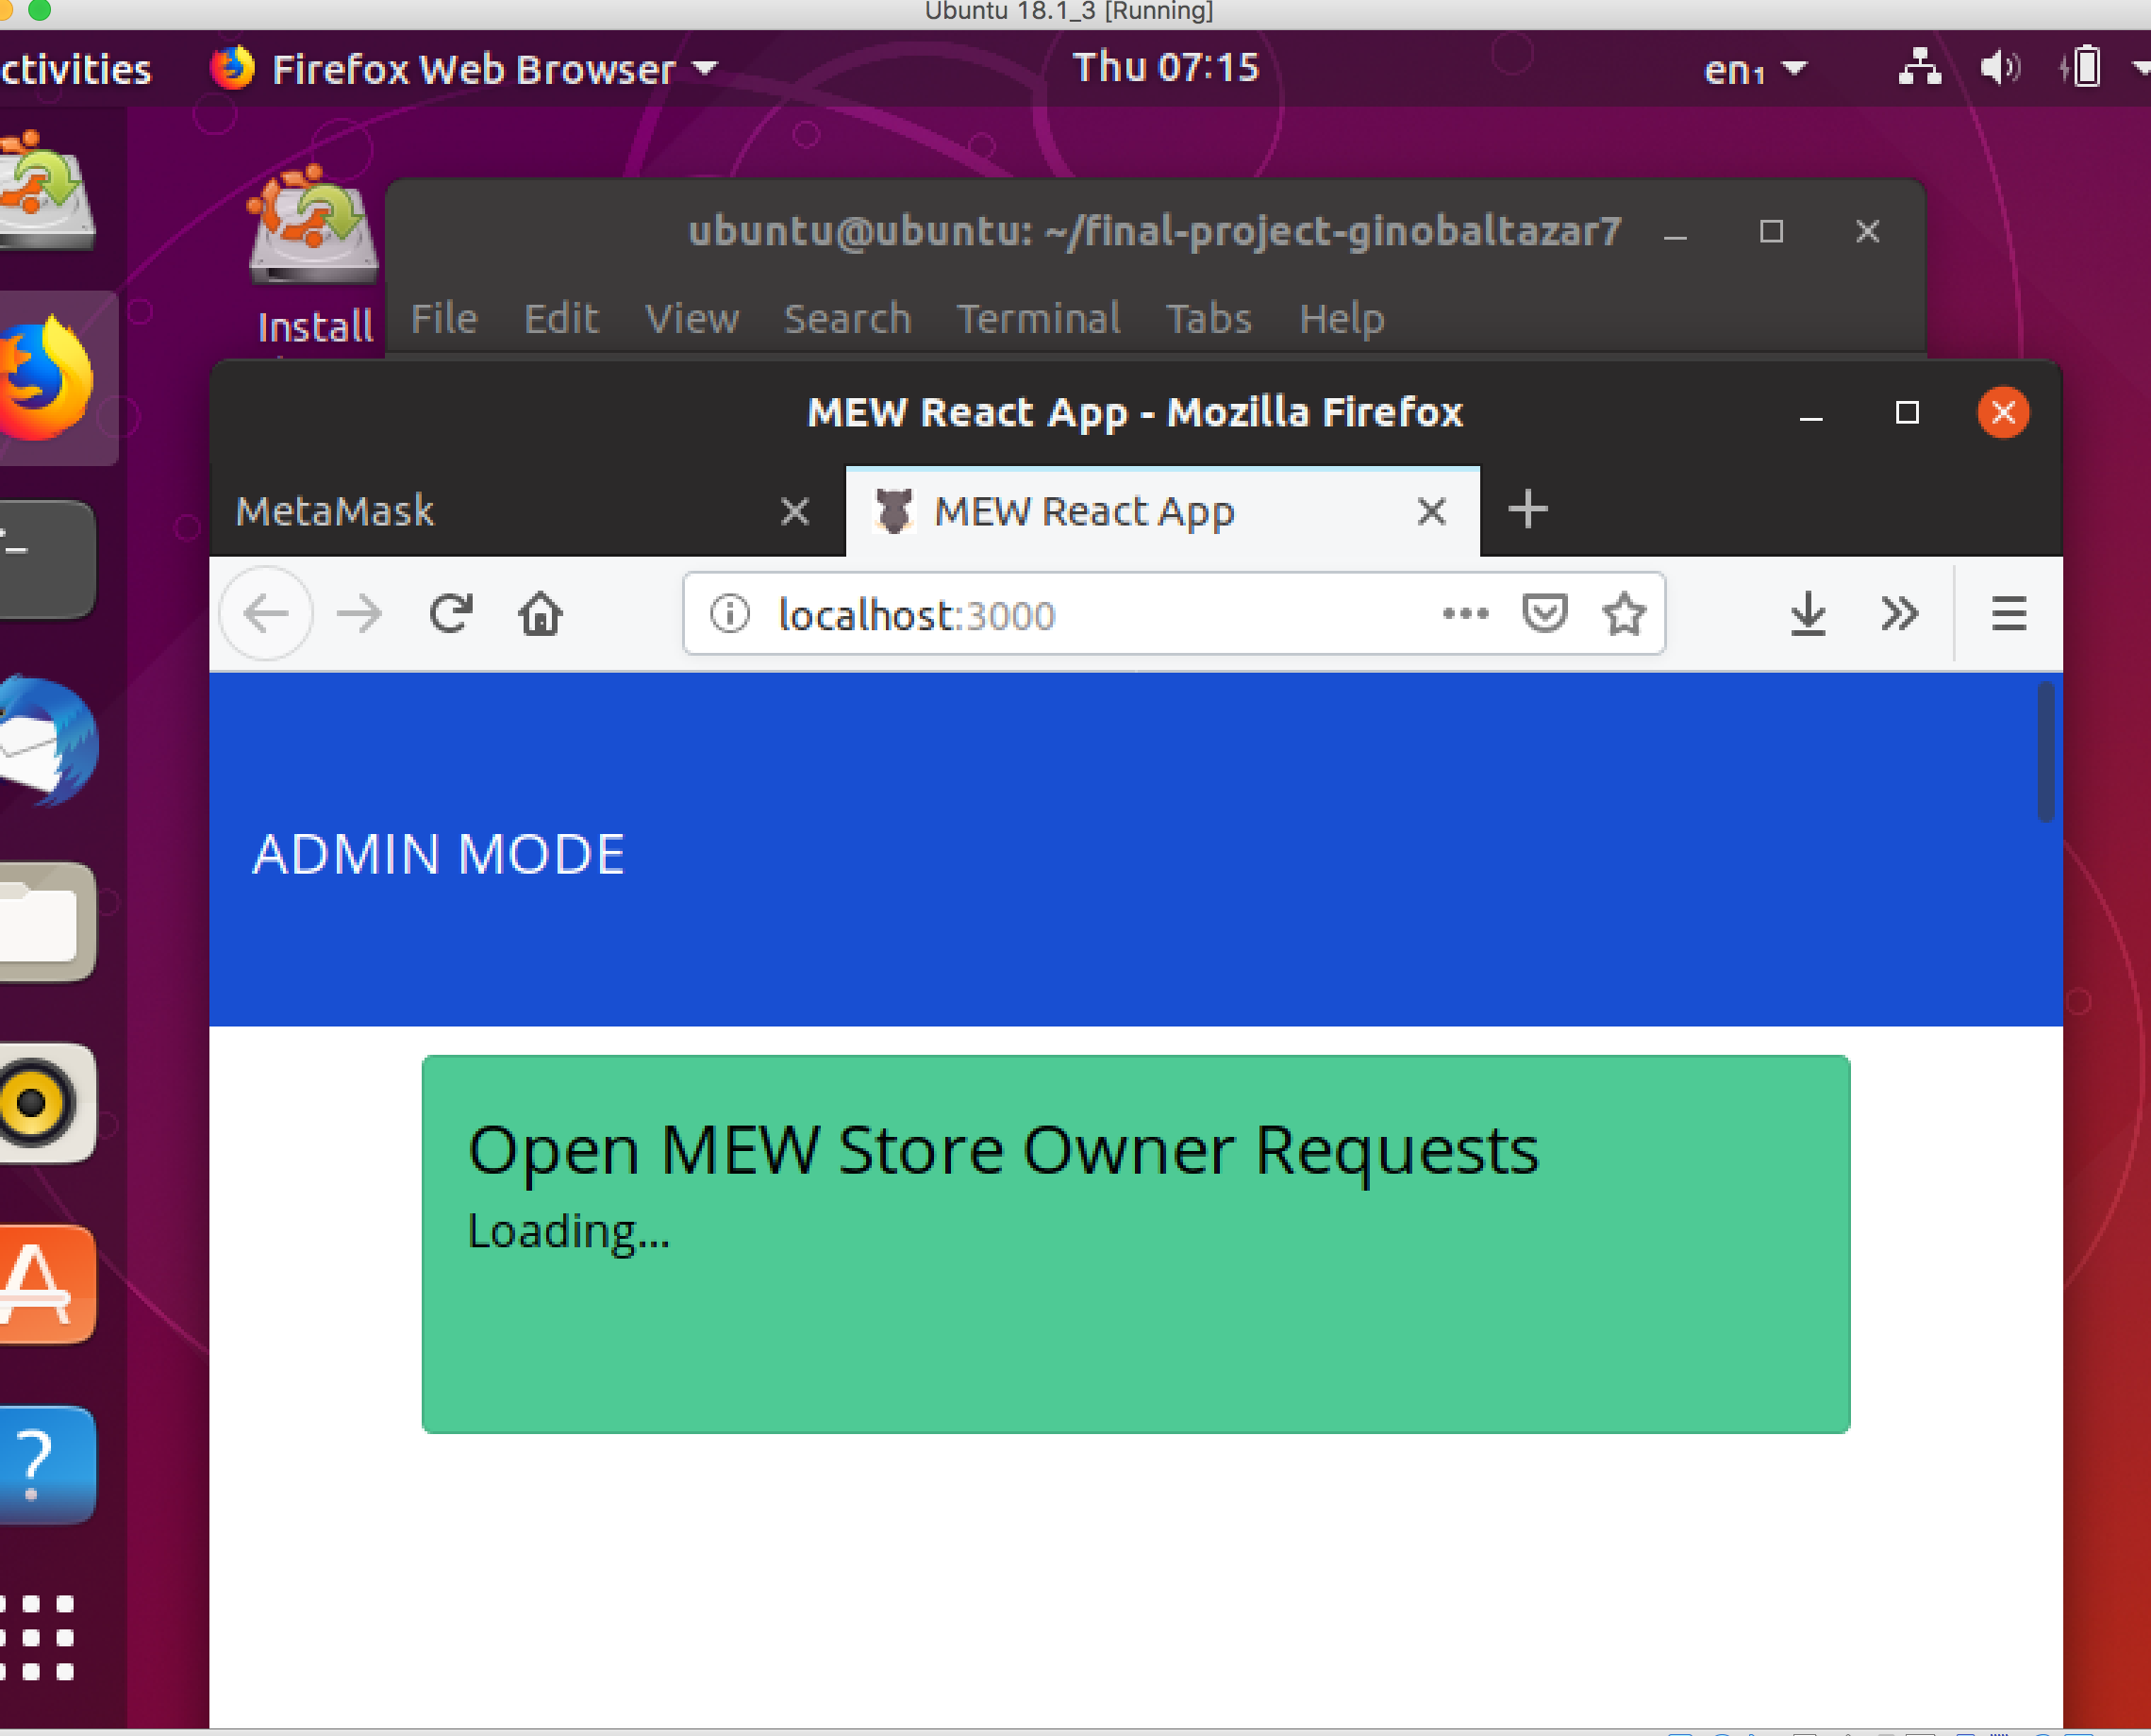 Ubuntu 18.1_3 [Running]
ctivities Firefox Web Browser Thu 07:15 en₁
Install
ubuntu@ubuntu: ~/final-project-ginobaltazar7
File Edit View Search Terminal Tabs Help
MEW React App - Mozilla Firefox
MetaMask MEW React App
localhost:3000
ADMIN MODE
Open MEW Store Owner Requests
Loading...